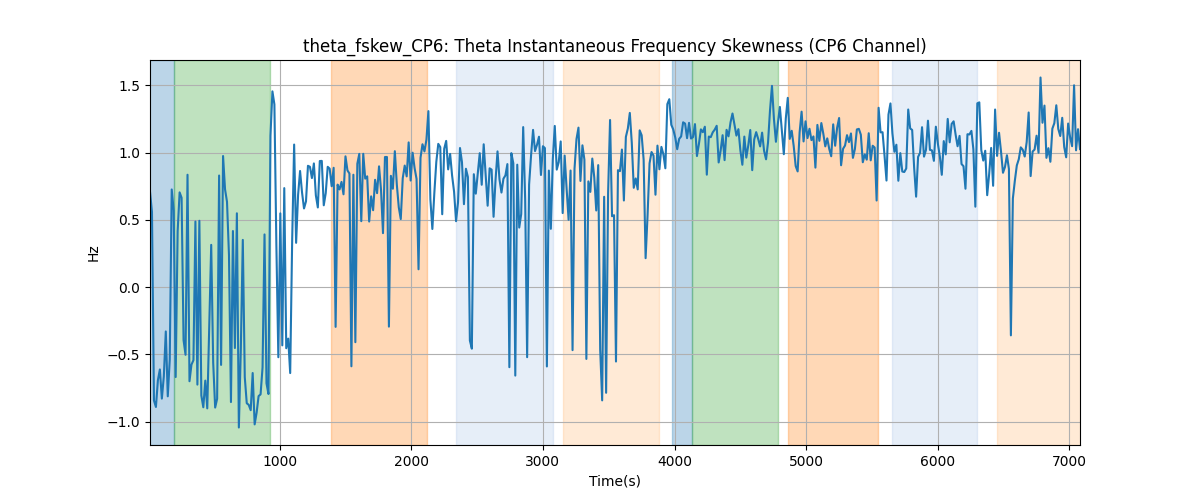 theta_fskew_CP6: Theta Instantaneous Frequency Skewness (CP6 Channel)
1.5
1.0
0.5
0.0
−0.5
−1.0
Hz
1000 2000 3000 4000 5000 6000 7000
Time(s)